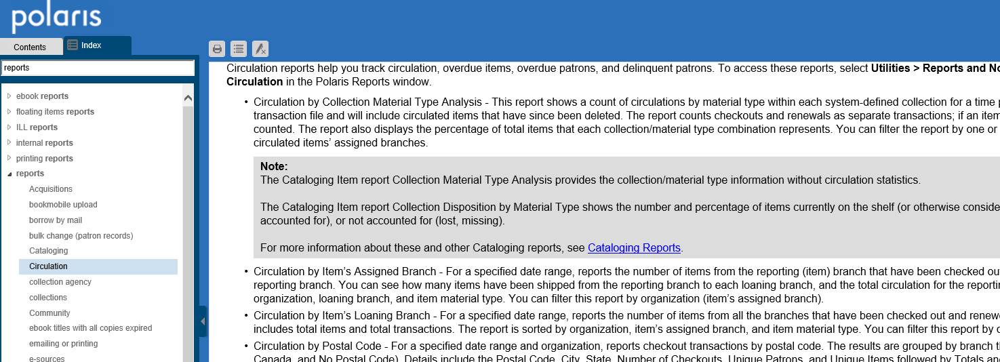 polaris
Contents
Index
reports
ebook reports
floating items reports
ILL reports
internal reports
printing reports
reports
Acquisitions
bookmobile upload
borrow by mail
bulk change (patron records)
Cataloging
Circulation
collection agency
collections
Community
ebook titles with all copies expired
emailing or printing
e-sources
Circulation reports help you track circulation, overdue items, overdue patrons, and delinquent patrons. To access these reports, select Utilities > Reports and
Circulation in the Polaris Reports window.
• Circulation by Collection Material Type Analysis - This report shows a count of circulations by material type within each system-defined collection for a time
transaction file and will include circulated items that have since been deleted. The report counts checkouts and renewals as separate transactions; if an item
counted. The report also displays the percentage of total items that each collection/material type combination represents. You can filter the report by one or
circulated items’ assigned branches.
Note:
The Cataloging Item report Collection Material Type Analysis provides the collection/material type information without circulation statistics.
The Cataloging Item report Collection Disposition by Material Type shows the number and percentage of items currently on the shelf (or otherwise
accounted for), or not accounted for (lost, missing).
For more information about these and other Cataloging reports, see Cataloging Reports.
• Circulation by Item’s Assigned Branch - For a specified date range, reports the number of items from the reporting (item) branch that have been checked
reporting branch. You can see how many items have been shipped from the reporting branch to each loaning branch, and the total circulation for the
organization, loaning branch, and item material type. You can filter this report by organization (item’s assigned branch).
• Circulation by Item’s Loaning Branch - For a specified date range, reports the number of items from all the branches that have been checked out and
includes total items and total transactions. The report is sorted by organization, item’s assigned branch, and item material type. You can filter this report by
• Circulation by Postal Code - For a specified date range and organization, reports checkout transactions by postal code. The results are grouped by branch
Canada, and No Postal Code). Details include the Postal Code, City, State, Number of Checkouts, Unique Patrons, and Unique Items followed by Totals